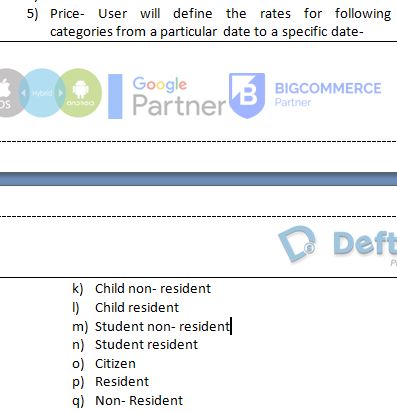 5) Price- User will define the rates for following
categories from a particular date to a specific date-
OS
Hybrid
ANDROID
Google
Partner
BIGCOMMERCE
Partner
Deft
k) Child non- resident
l) Child resident
m) Student non- resident
n) Student resident
o) Citizen
p) Resident
q) Non- Resident